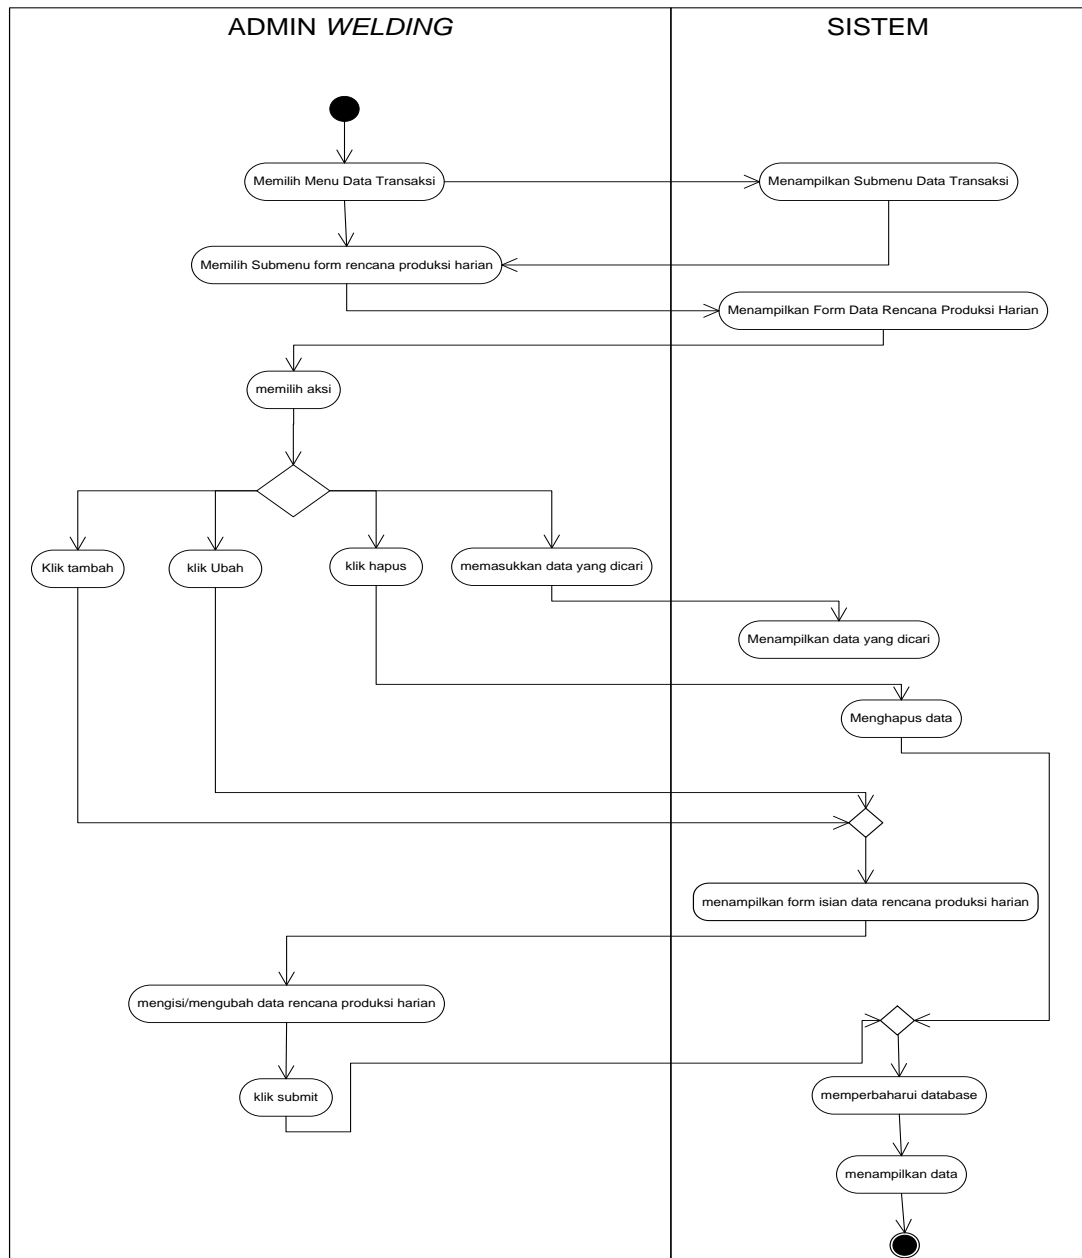 ADMIN WELDING
SISTEM
Memilih Menu Data Transaksi
Menampilkan Submenu Data Transaksi
Memilih Submenu form rencana produksi harian
Menampilkan Form Data Rencana Produksi Harian
memilih aksi
Klik tambah
klik Ubah
klik hapus
memasukkan data yang dicari
Menampilkan data yang dicari
Menghapus data
menampilkan form isian data rencana produksi harian
mengisi/mengubah data rencana produksi harian
klik submit
memperbaharui database
menampilkan data